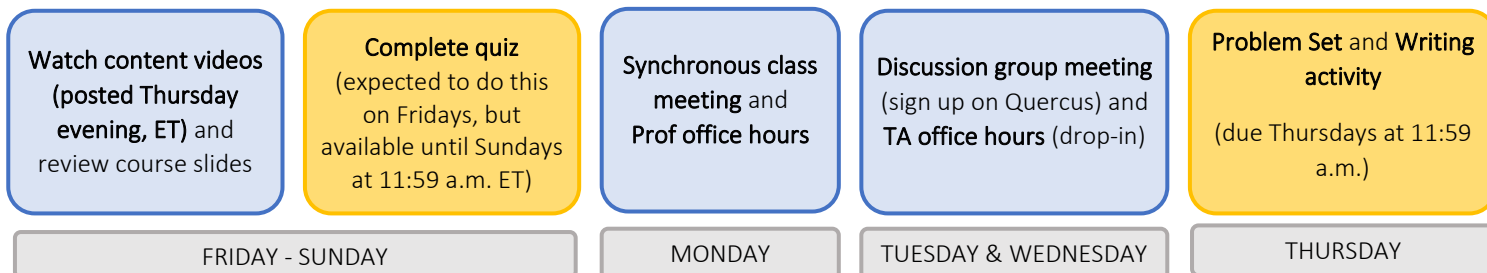 Watch content videos
(posted Thursday
evening, ET) and
review course slides
Complete quiz
(expected to do this
on Fridays, but
available until Sundays
at 11:59 a.m. ET)
Synchronous class
meeting and
Prof office hours
Discussion group meeting
(sign up on Quercus) and
TA office hours (drop-in)
Problem Set and Writing
activity
(due Thursdays at 11:59
a.m.)
FRIDAY - SUNDAY
MONDAY
TUESDAY & WEDNESDAY
THURSDAY